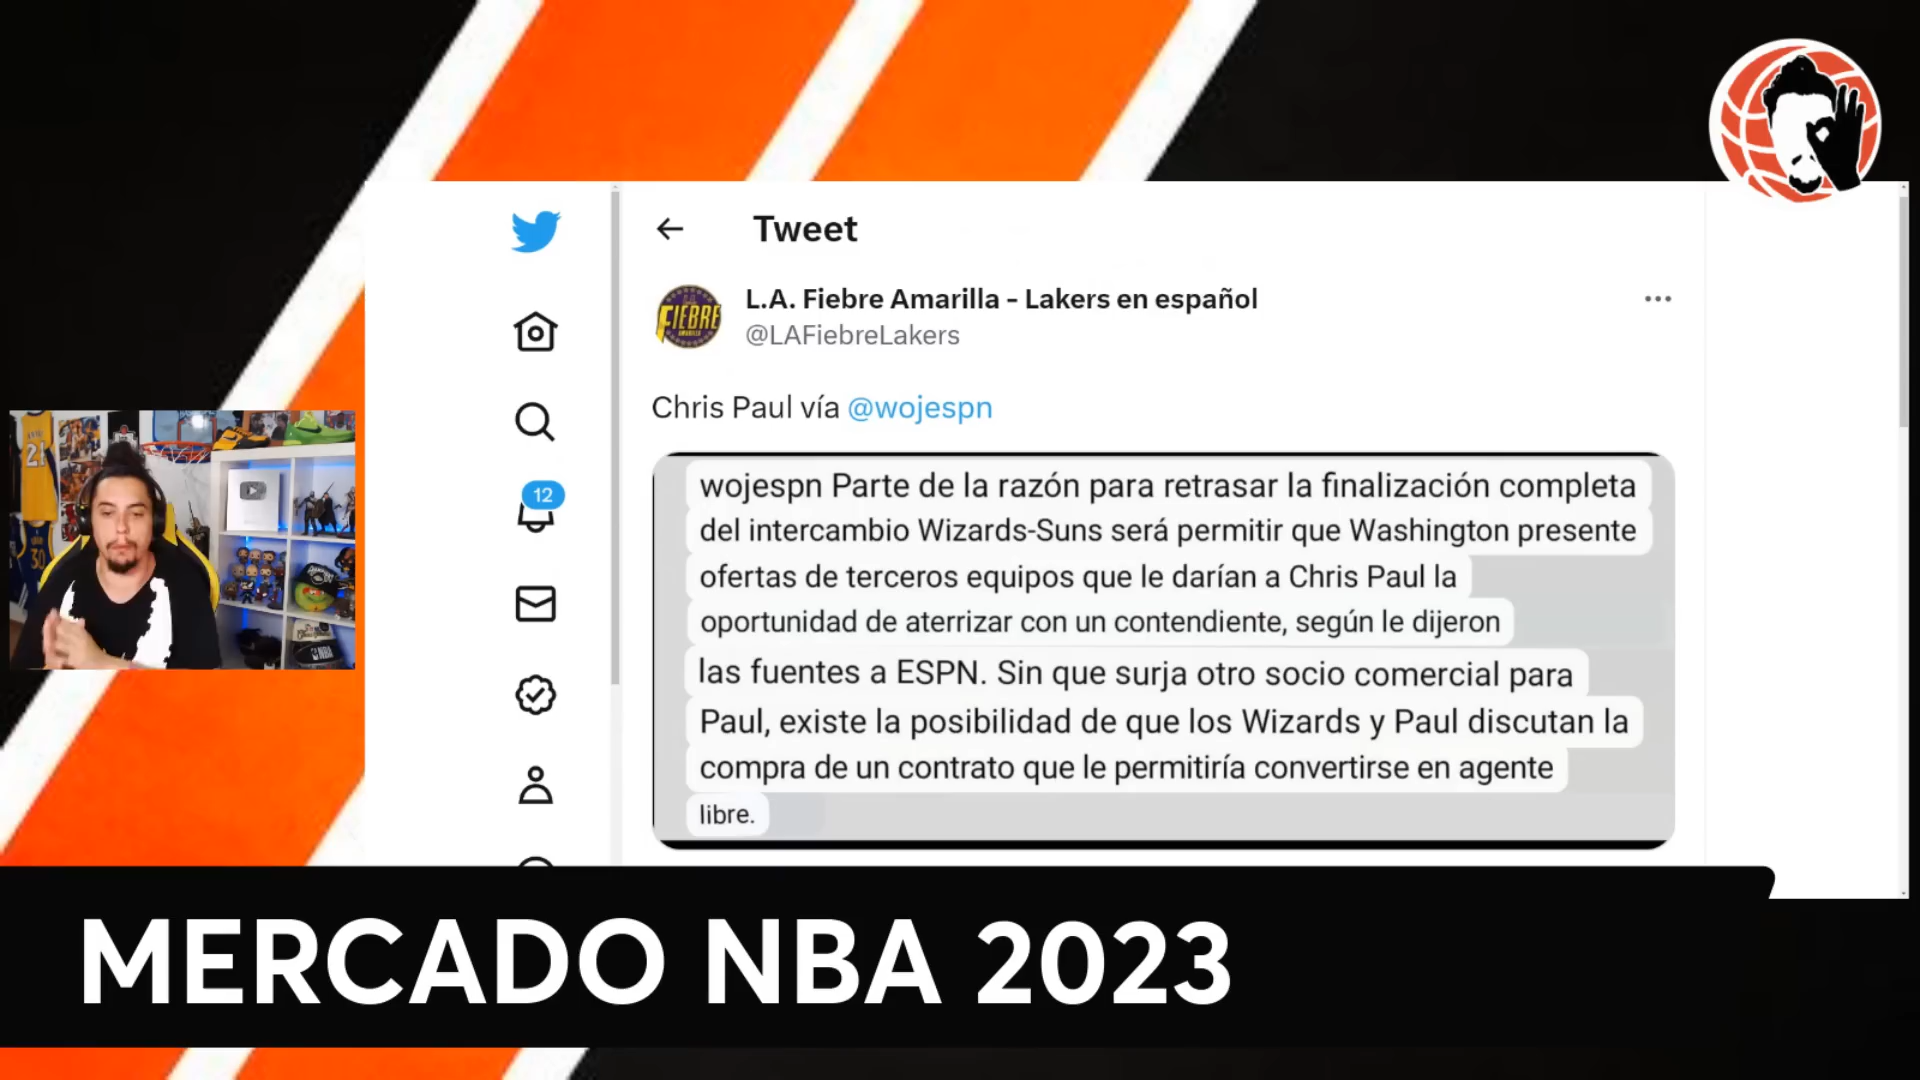 Tweet
FIEBRE
L.A. Fiebre Amarilla - Lakers en español
@LAFiebreLakers
Chris Paul vía @wojespn
12
wojespn Parte de la razón para retrasar la finalización completa
del intercambio Wizards-Suns será permitir que Washington presente
ofertas de terceros equipos que le darían a Chris Paul la
oportunidad de aterrizar con un contendiente, según le dijeron
las fuentes a ESPN. Sin que surja otro socio comercial para
Paul, existe la posibilidad de que los Wizards y Paul discutan la
compra de un contrato que le permitiría convertirse en agente
libre.
21
30
NBA
MERCADO NBA 2023